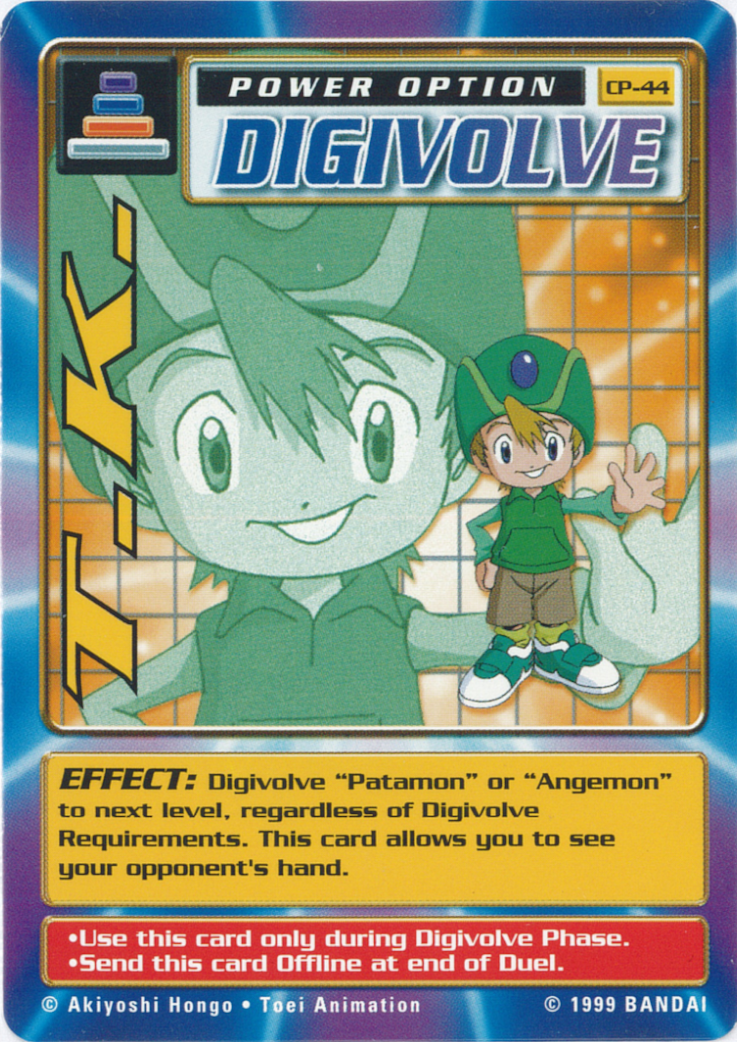 POWER OPTION
CP-44
DIGIVOLVE
T.K.
EFFECT: Digivolve “Patamon” or “Angemon”
to next level, regardless of Digivolve
Requirements. This card allows you to see
your opponent's hand.
•Use this card only during Digivolve Phase.
•Send this card Offline at end of Duel.
© Akiyoshi Hongo • Toei Animation
© 1999 BANDAI